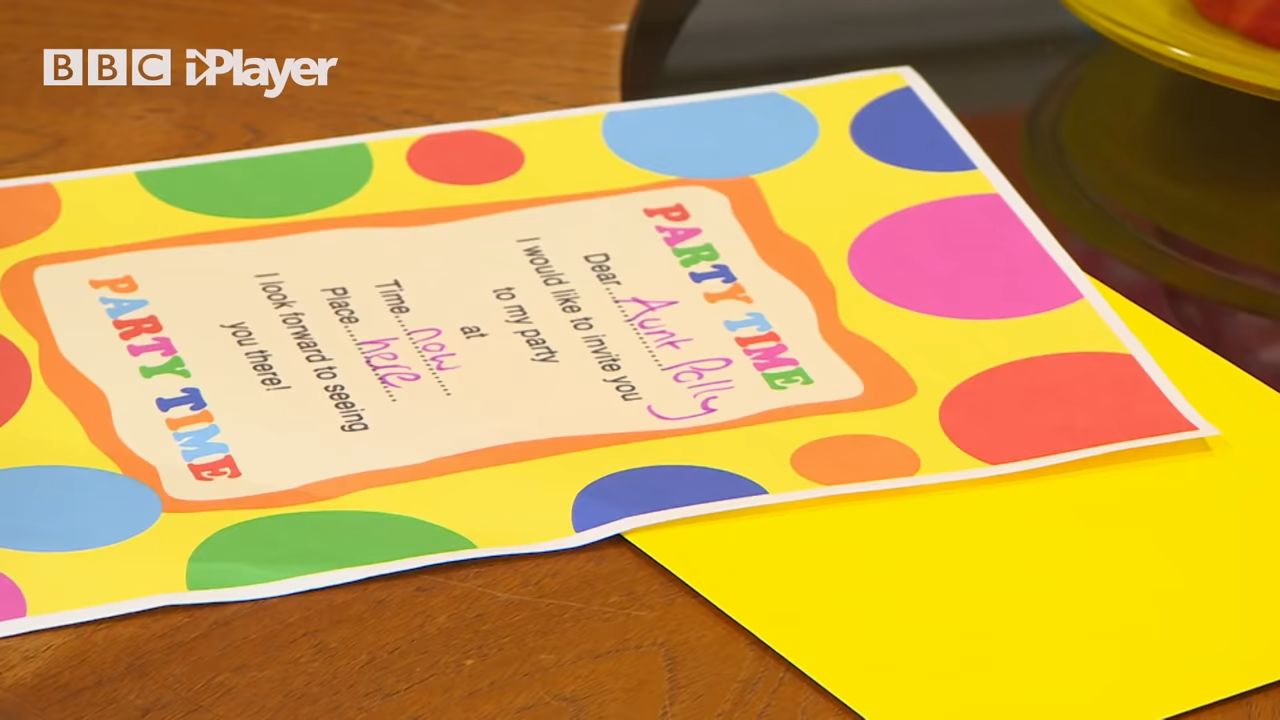 BBC iPlayer
PARTY TIME
Dear.....Aunt Polly
I would like to invite you
to my party
at
Time....now
Place....here
I look forward to seeing
you there!
PARTY TIME